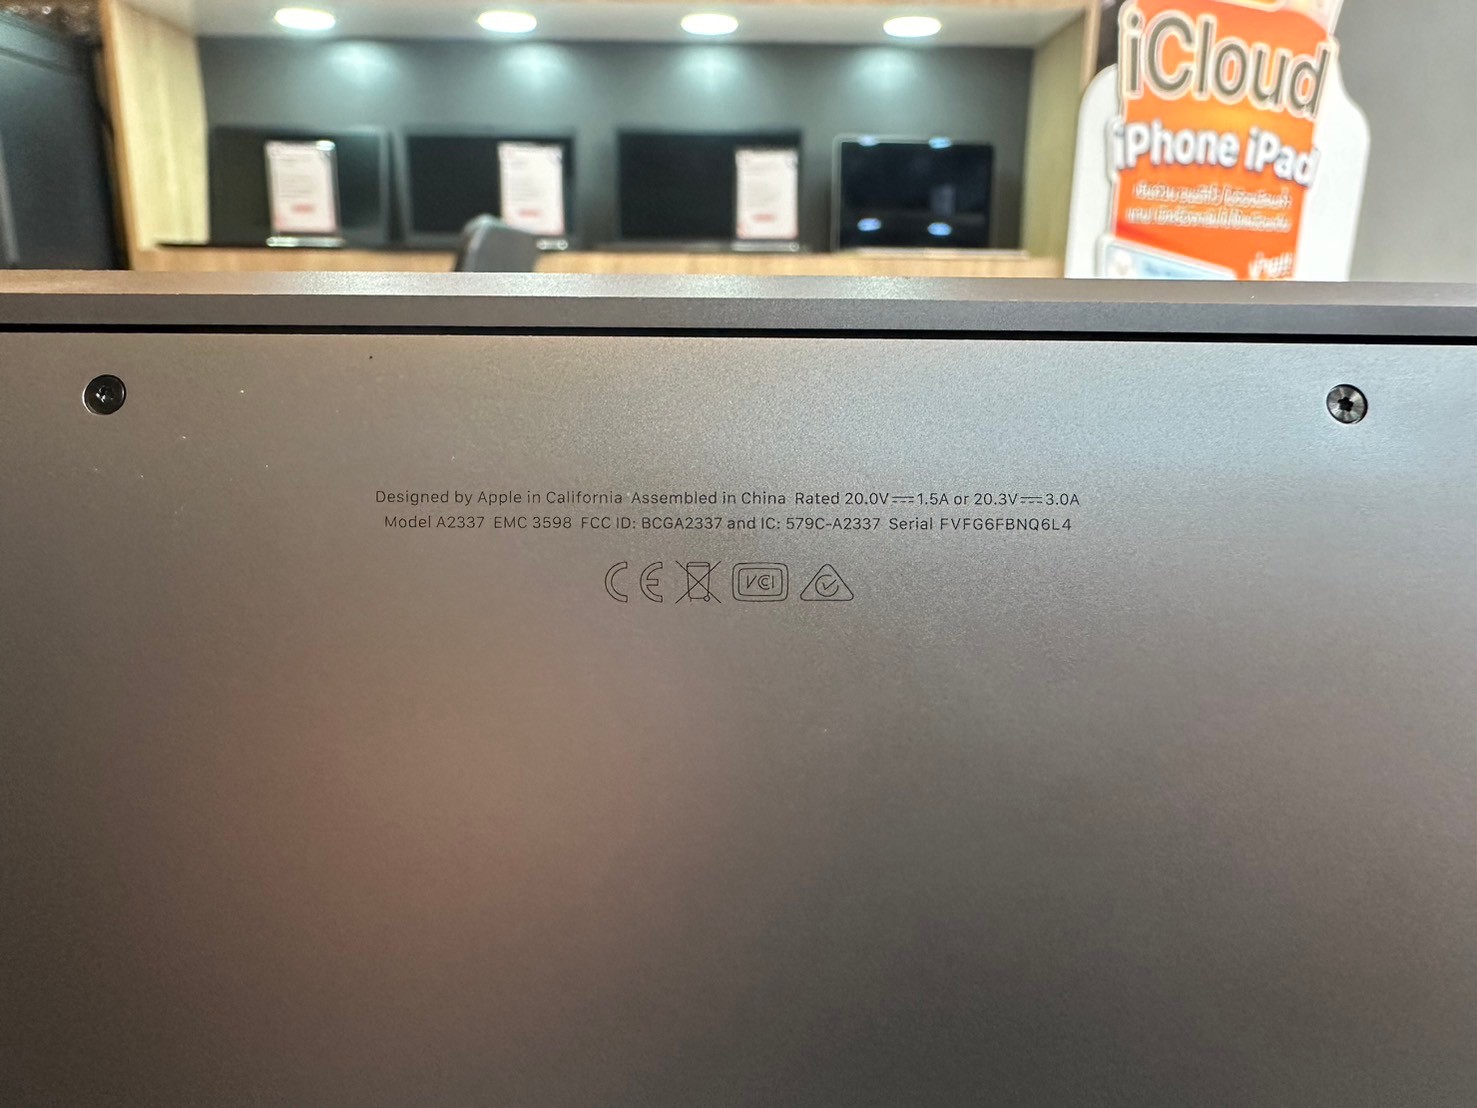 iCloud
iPhone iPad
Designed by Apple in California Assembled in China Rated 20.0V⎓1.5A or 20.3V⎓3.0A
Model A2337 EMC 3598 FCC ID: BCGA2337 and IC: 579C-A2337 Serial FVFG6FBNQ6L4
CE VCI